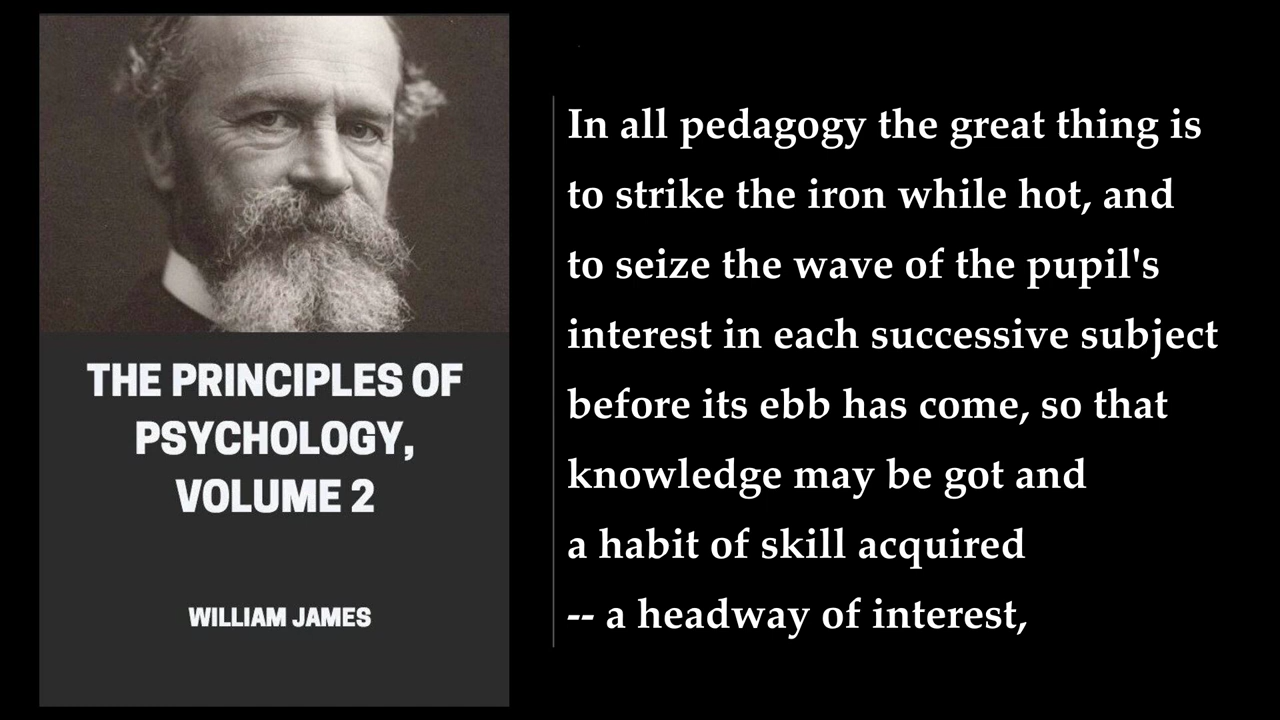 THE PRINCIPLES OF
PSYCHOLOGY,
VOLUME 2
WILLIAM JAMES
In all pedagogy the great thing is
to strike the iron while hot, and
to seize the wave of the pupil's
interest in each successive subject
before its ebb has come, so that
knowledge may be got and
a habit of skill acquired
-- a headway of interest,